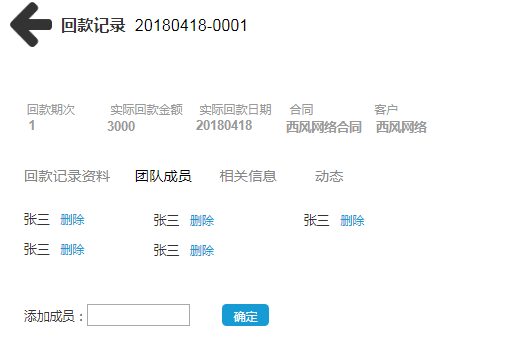 回款记录 20180418-0001
回款期次 实际回款金额 实际回款日期 合同 客户
1 3000 20180418 西风网络合同 西风网络
回款记录资料 团队成员 相关信息 动态
张三 删除 张三 删除 张三 删除
张三 删除 张三 删除
添加成员： 确定